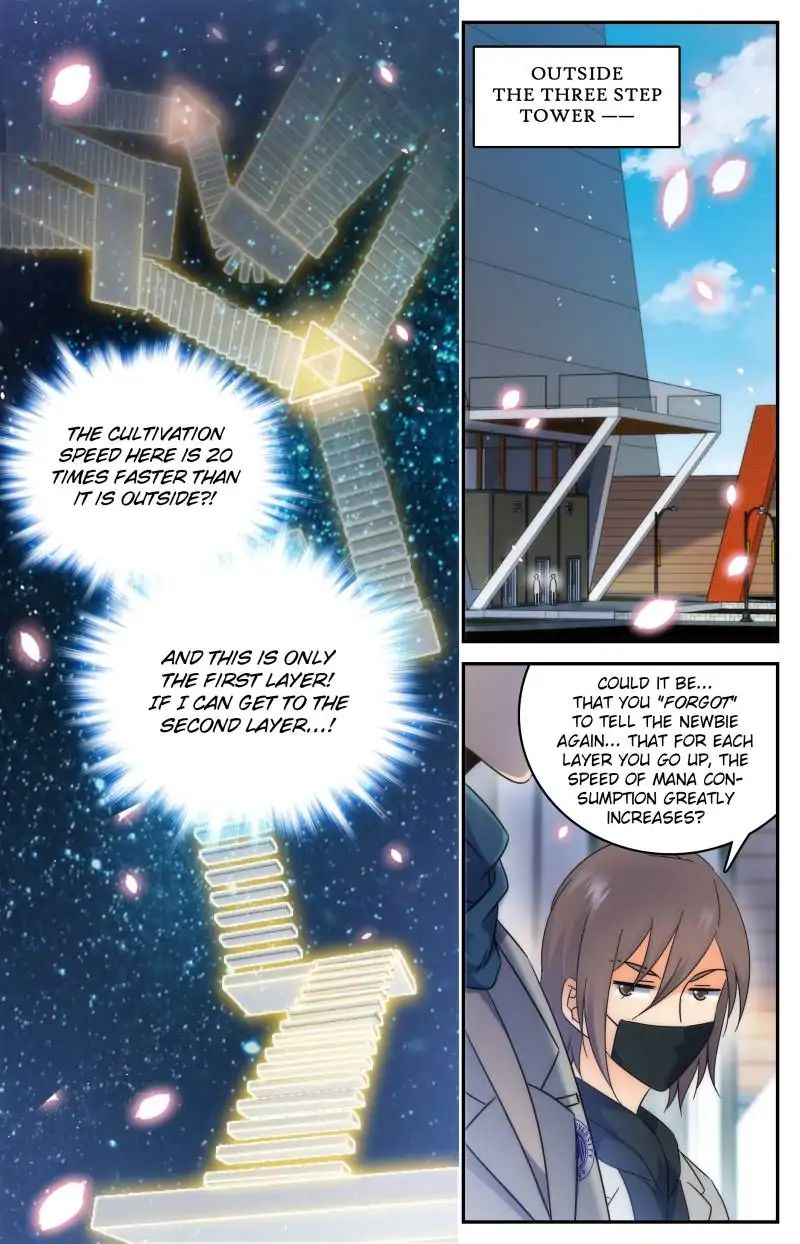 THE CULTIVATION
SPEED HERE IS 20
TIMES FASTER THAN
IT IS OUTSIDE?!
AND THIS IS ONLY
THE FIRST LAYER!
IF I CAN GET TO THE
SECOND LAYER...!
OUTSIDE
THE THREE STEP
TOWER ——
COULD IT BE...
THAT YOU "FORGOT"
TO TELL THE NEWBIE
AGAIN... THAT FOR EACH
LAYER YOU GO UP, THE
SPEED OF MANA CON-
SUMPTION GREATLY
INCREASES?